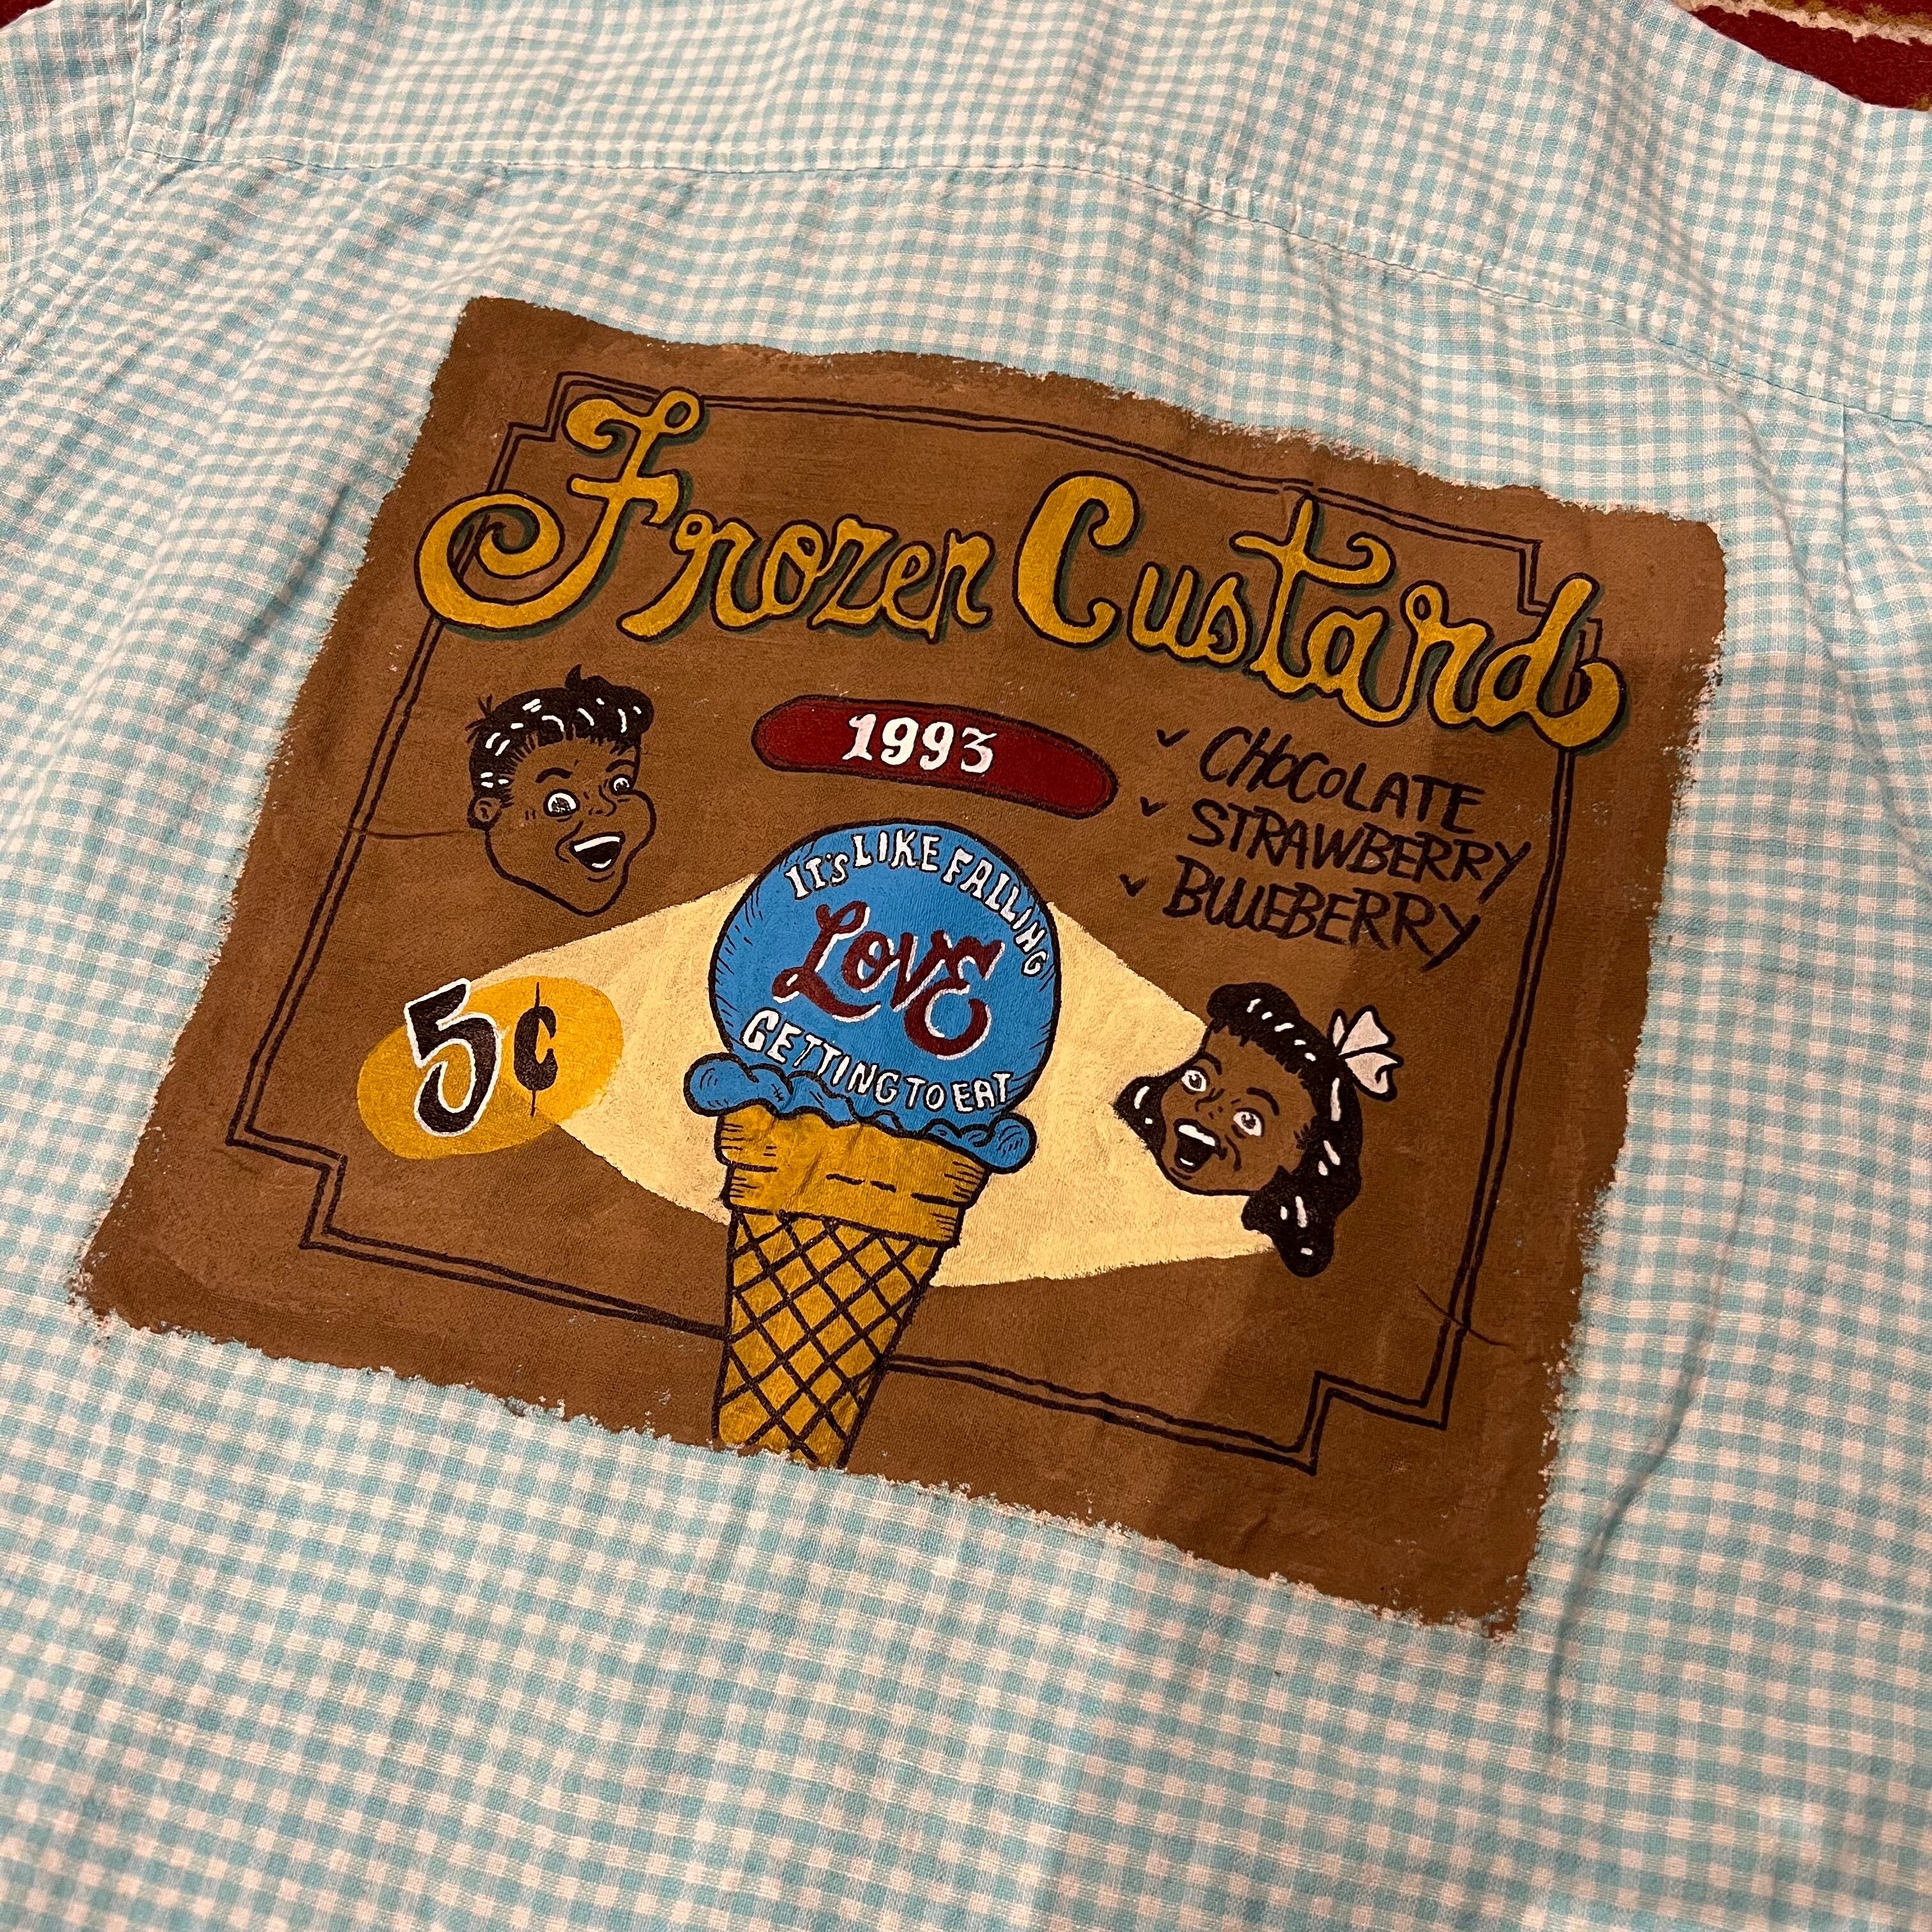 Frozen Custard
1993
CHOCOLATE
STRAWBERRY
BLUEBERRY
IT'S LIKE FALLING
LOVE
GETTING TO EAT
5¢